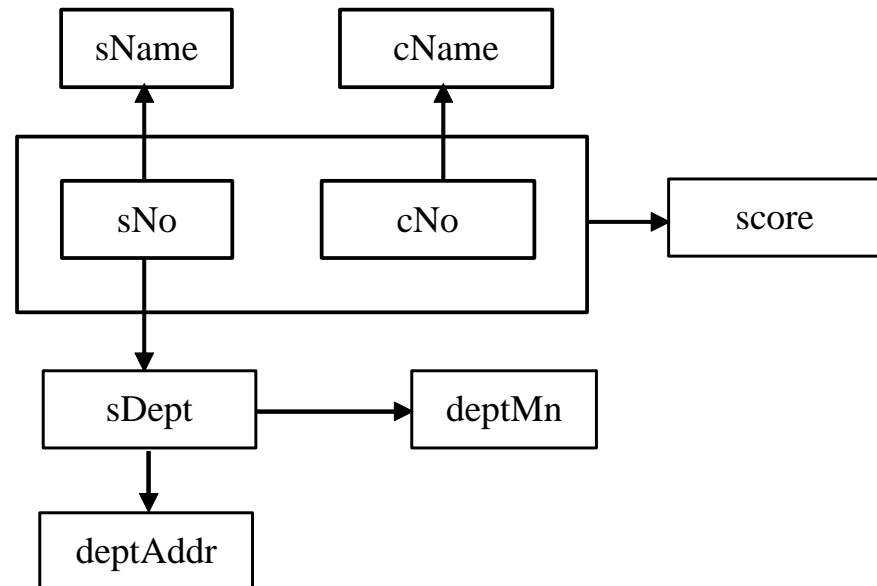 sName
cName
sNo
cNo
score
sDept
deptMn
deptAddr